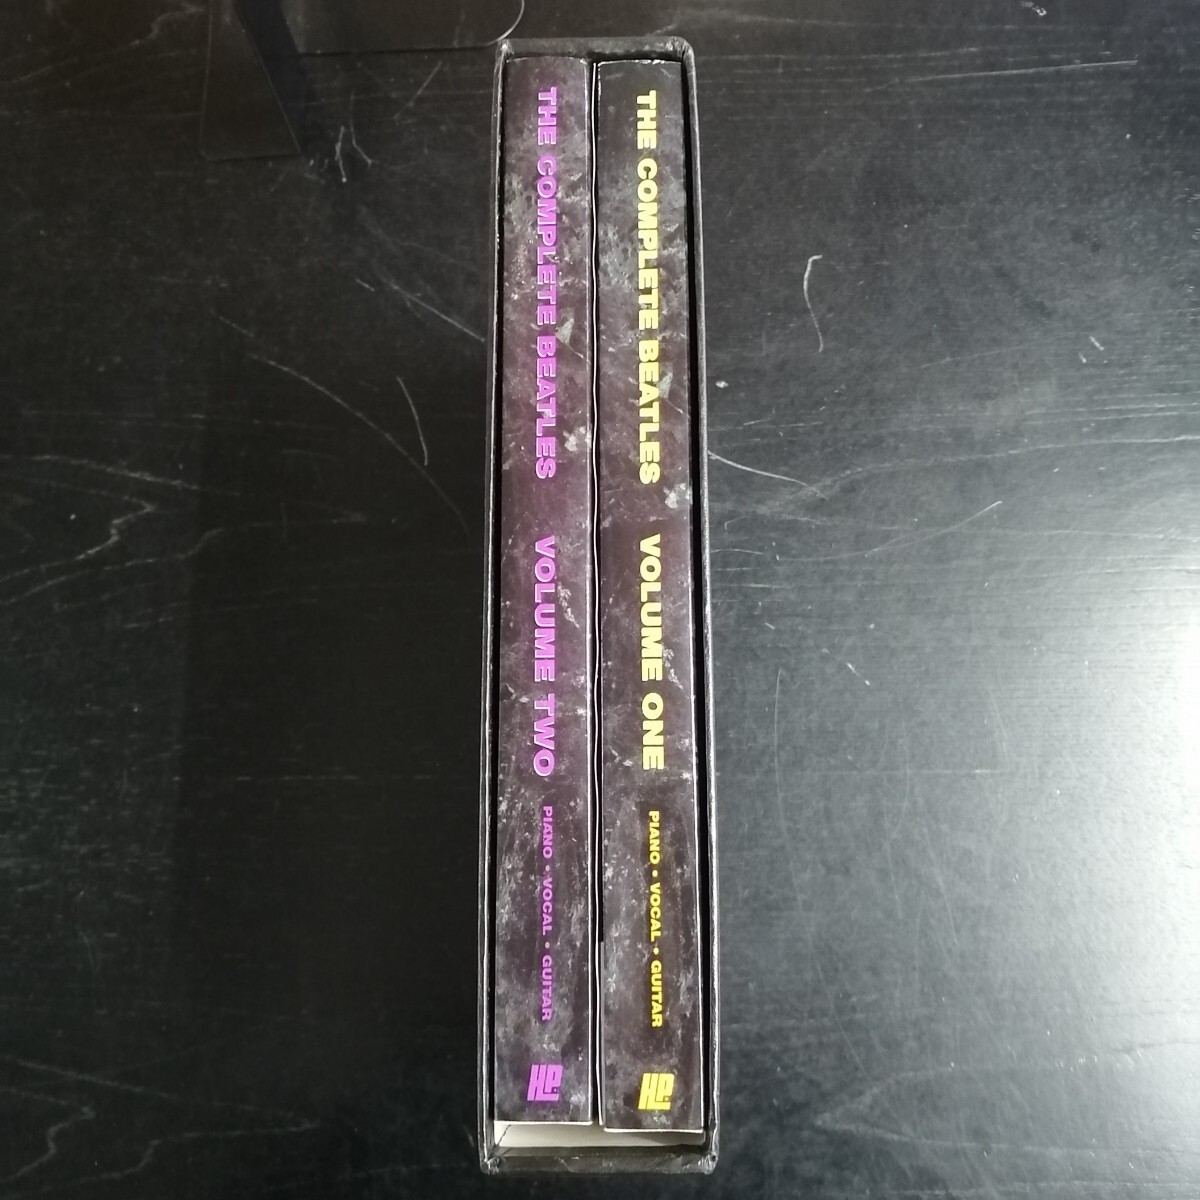 THE COMPLETE BEATLES VOLUME TWO PIANO • VOCAL • GUITAR
THE COMPLETE BEATLES VOLUME ONE PIANO • VOCAL • GUITAR